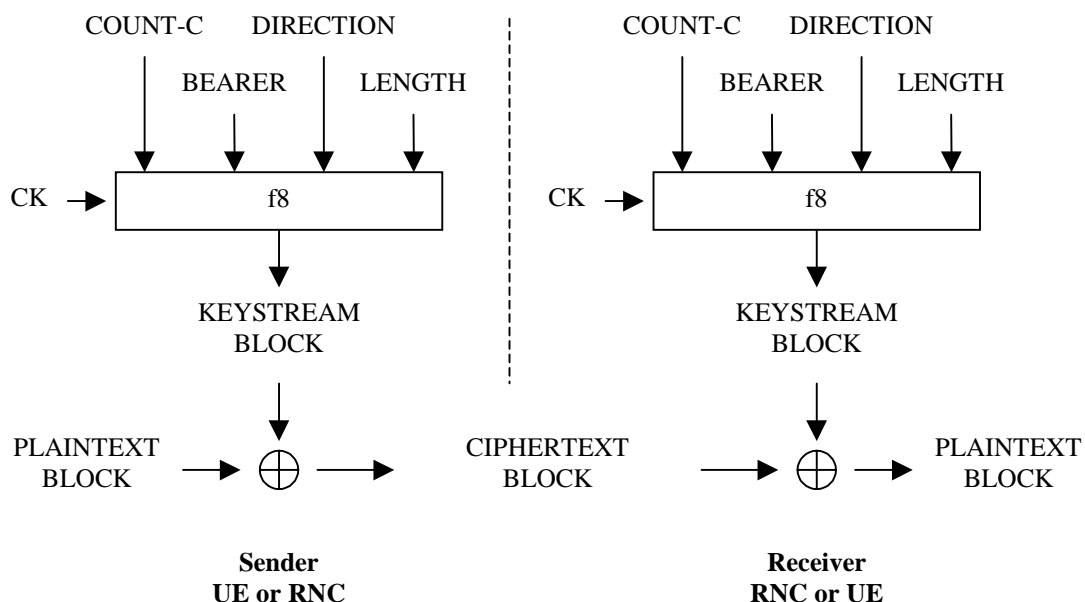 COUNT-C DIRECTION COUNT-C DIRECTION
BEARER LENGTH BEARER LENGTH
CK f8 CK f8
KEYSTREAM KEYSTREAM
BLOCK BLOCK
PLAINTEXT CIPHERTEXT PLAINTEXT
BLOCK BLOCK BLOCK
Sender Receiver
UE or RNC RNC or UE